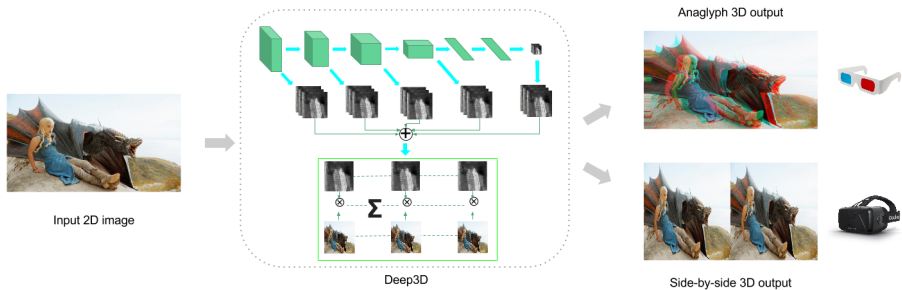 Anaglyph 3D output
Input 2D image
Σ
Deep3D
Side-by-side 3D output